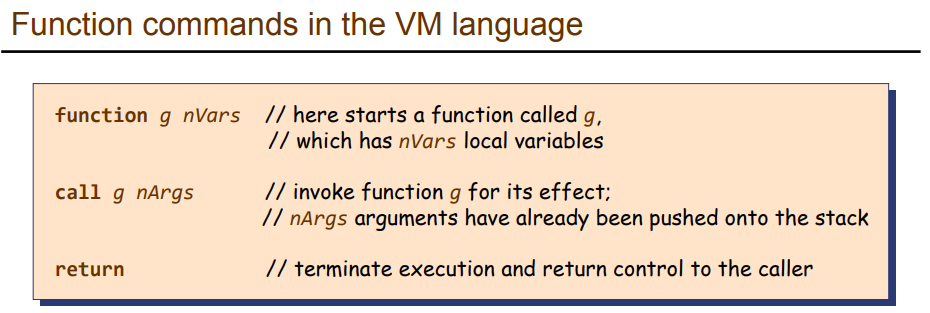 Function commands in the VM language
function g nVars // here starts a function called g,
// which has nVars local variables
call g nArgs // invoke function g for its effect;
// nArgs arguments have already been pushed onto the stack
return // terminate execution and return control to the caller